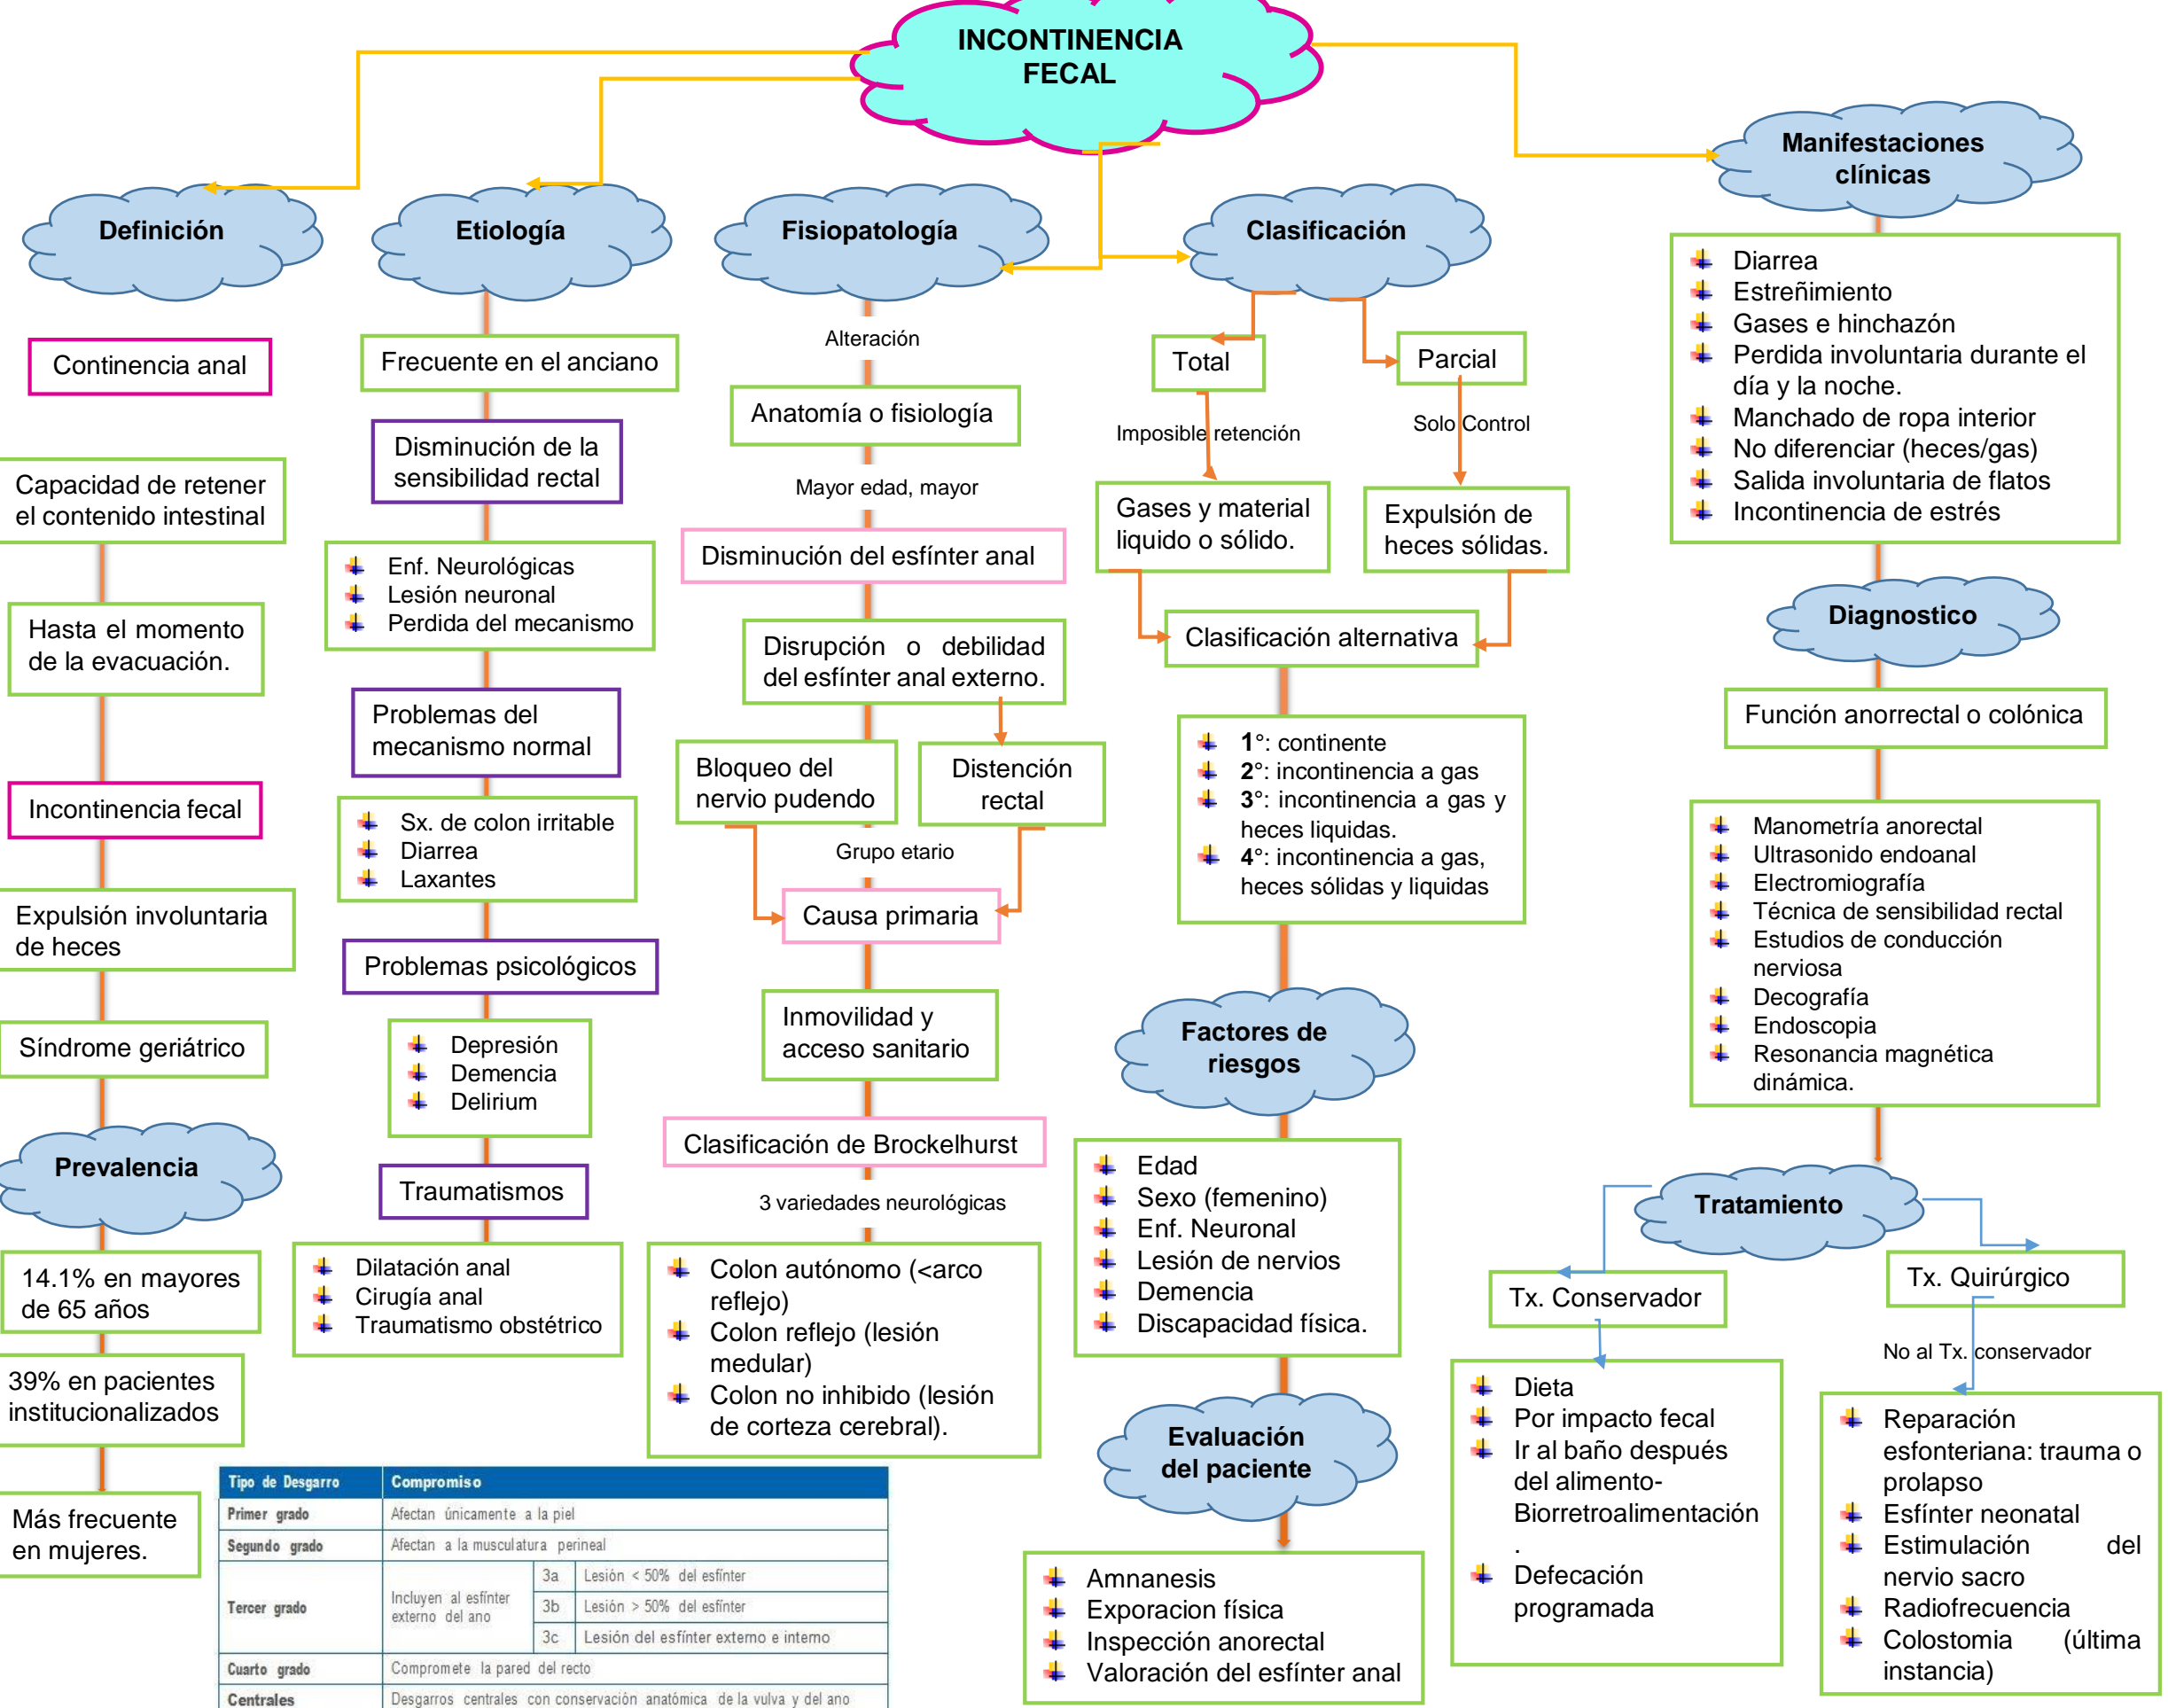 INCONTINENCIA
FECAL
Definición
Continencia anal
Capacidad de retener
el contenido intestinal
Hasta el momento
de la evacuación.
Incontinencia fecal
Expulsión involuntaria
de heces
Síndrome geriátrico
Prevalencia
14.1% en mayores
de 65 años
39% en pacientes
institucionalizados
Más frecuente
en mujeres.
Etiología
Frecuente en el anciano
Disminución de la
sensibilidad rectal
Enf. Neurológicas
Lesión neuronal
Perdida del mecanismo
Problemas del
mecanismo normal
Sx. de colon irritable
Diarrea
Laxantes
Problemas psicológicos
Depresión
Demencia
Delirium
Traumatismos
Dilatación anal
Cirugía anal
Traumatismo obstétrico
Fisiopatología
Alteración
Anatomía o fisiología
Mayor edad, mayor
Disminución del esfínter anal
Disrupción o debilidad
del esfínter anal externo.
Bloqueo del
nervio pudendo
Distención
rectal
Grupo etario
Causa primaria
Inmovilidad y
acceso sanitario
Clasificación de Brockelhurst
3 variedades neurológicas
Colon autónomo (<arco
reflejo)
Colon reflejo (lesión
medular)
Colon no inhibido (lesión
de corteza cerebral).
Tipo de Desgarro Compromiso
Primer grado Afectan únicamente a la piel
Segundo grado Afectan a la musculatura perineal
Tercer grado Incluyen al esfínter
externo del ano
3a Lesión < 50% del esfínter
3b Lesión > 50% del esfínter
3c Lesión del esfínter externo e interno
Cuarto grado Compromete la pared del recto
Centrales Desgarros centrales con conservación anatómica de la vulva y del ano
Clasificación
Total
Imposible retención
Gases y material
liquido o sólido.
Parcial
Solo Control
Expulsión de
heces sólidas.
Clasificación alternativa
1°: continente
2°: incontinencia a gas
3°: incontinencia a gas y
heces liquidas.
4°: incontinencia a gas,
heces sólidas y liquidas
Factores de
riesgos
Edad
Sexo (femenino)
Enf. Neuronal
Lesión de nervios
Demencia
Discapacidad física.
Evaluación
del paciente
Amnanesis
Exporacion física
Inspección anorectal
Valoración del esfínter anal
Manifestaciones
clínicas
Diarrea
Estreñimiento
Gases e hinchazón
Perdida involuntaria durante el
día y la noche.
Manchado de ropa interior
No diferenciar (heces/gas)
Salida involuntaria de flatos
Incontinencia de estrés
Diagnostico
Función anorrectal o colónica
Manometría anorectal
Ultrasonido endoanal
Electromiografía
Técnica de sensibilidad rectal
Estudios de conducción
nerviosa
Decografía
Endoscopia
Resonancia magnética
dinámica.
Tratamiento
Tx. Conservador
Dieta
Por impacto fecal
Ir al baño después
del alimento-
Biorretroalimentación
.
Defecación
programada
Tx. Quirúrgico
No al Tx. conservador
Reparación
esfonteriana: trauma o
prolapso
Esfínter neonatal
Estimulación del
nervio sacro
Radiofrecuencia
Colostomia (última
instancia)